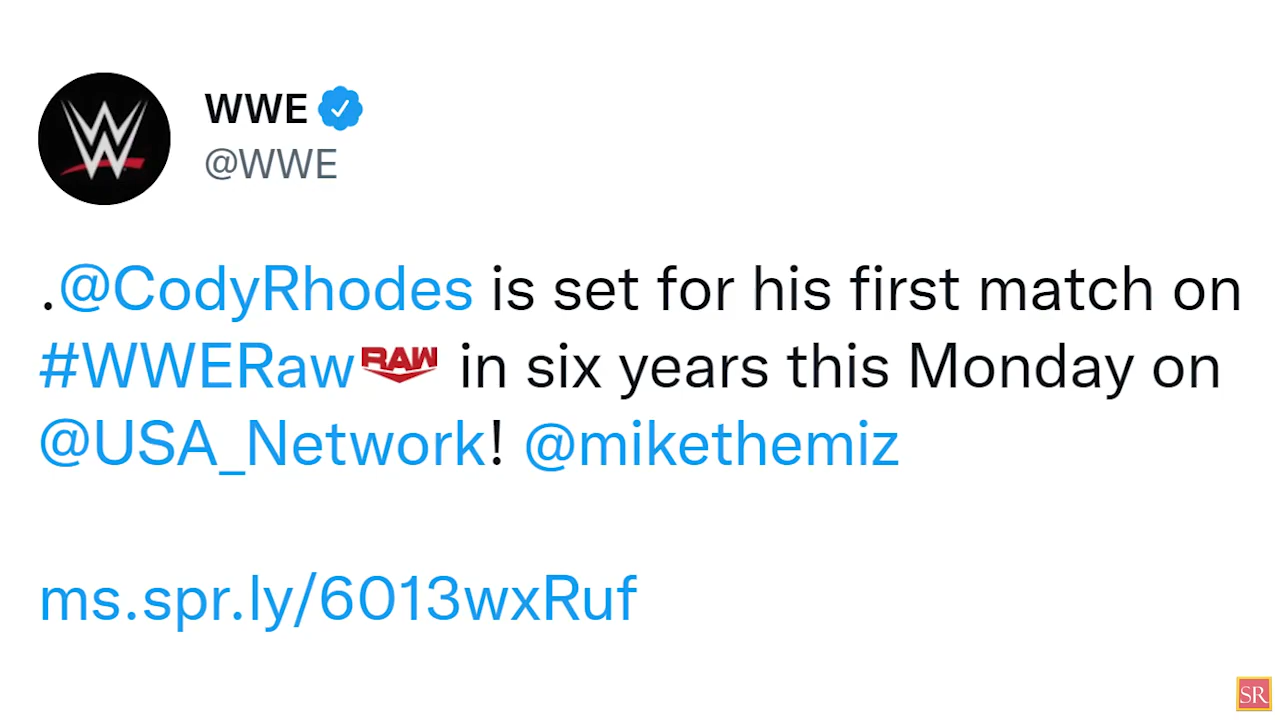 WWE
@WWE
.@CodyRhodes is set for his first match on
#WWERaw RAW in six years this Monday on
@USA_Network! @mikethemiz
ms.spr.ly/6013wxRuf
SR